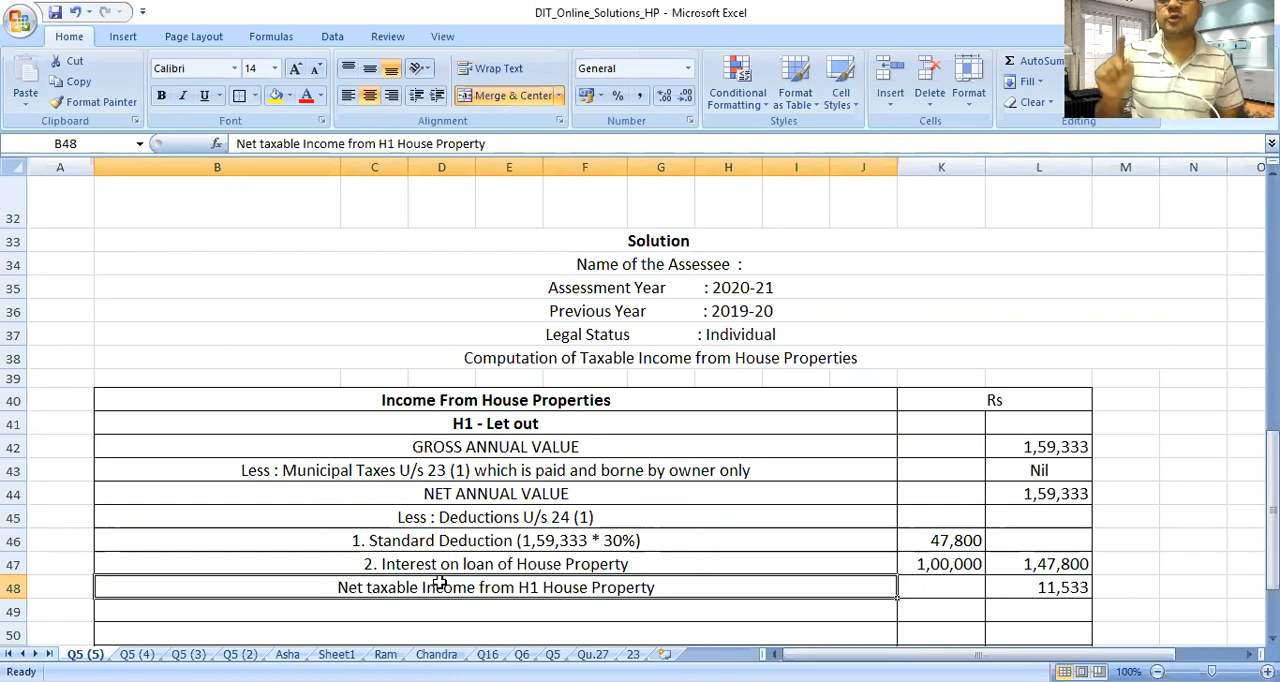 DIT_Online_Solutions_HP - Microsoft Excel
Home Insert Page Layout Formulas Data Review View
Paste
Cut
Copy
Format Painter
Clipboard
Calibri 14
B I U
Font
Wrap Text
Merge & Center
Alignment
General
Number
Conditional Formatting
Format as Table
Cell Styles
Styles
Insert Delete Format
Cells
AutoSum
Fill
Clear
Editing
B48 fx Net taxable Income from H1 House Property
A B C D E F G H I J K L M N O
32
33 Solution
34 Name of the Assessee :
35 Assessment Year : 2020-21
36 Previous Year : 2019-20
37 Legal Status : Individual
38 Computation of Taxable Income from House Properties
39
40 Income From House Properties Rs
41 H1 - Let out
42 GROSS ANNUAL VALUE 1,59,333
43 Less : Municipal Taxes U/s 23 (1) which is paid and borne by owner only Nil
44 NET ANNUAL VALUE 1,59,333
45 Less : Deductions U/s 24 (1)
46 1. Standard Deduction (1,59,333 * 30%) 47,800
47 2. Interest on loan of House Property 1,00,000 1,47,800
48 Net taxable Income from H1 House Property 11,533
49
50
Q5 (5) Q5 (4) Q5 (3) Q5 (2) Asha Sheet1 Ram Chandra Q16 Q6 Q5 Qu.27 23
Ready 100%